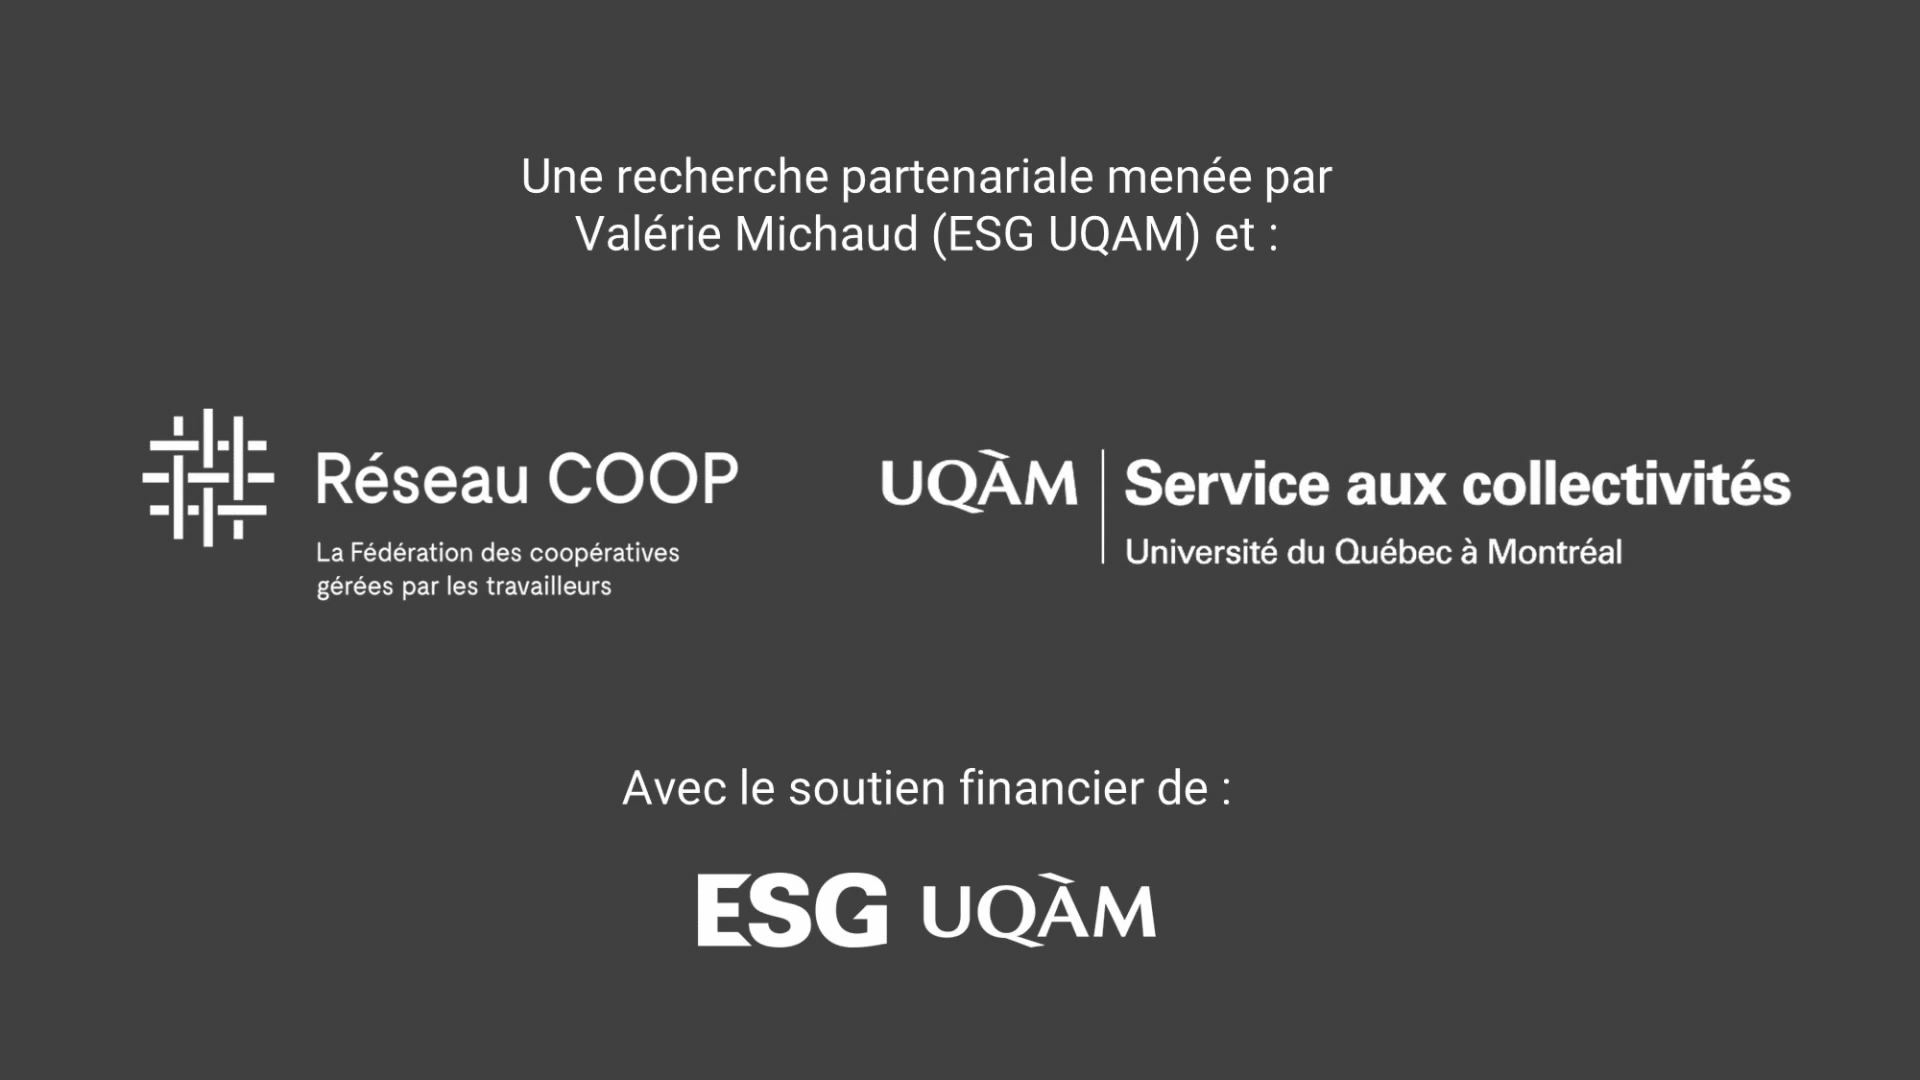 Une recherche partenariale menée par
Valérie Michaud (ESG UQAM) et :
Réseau COOP
La Fédération des coopératives
gérées par les travailleurs
UQÀM
Service aux collectivités
Université du Québec à Montréal
Avec le soutien financier de :
ESG UQÀM